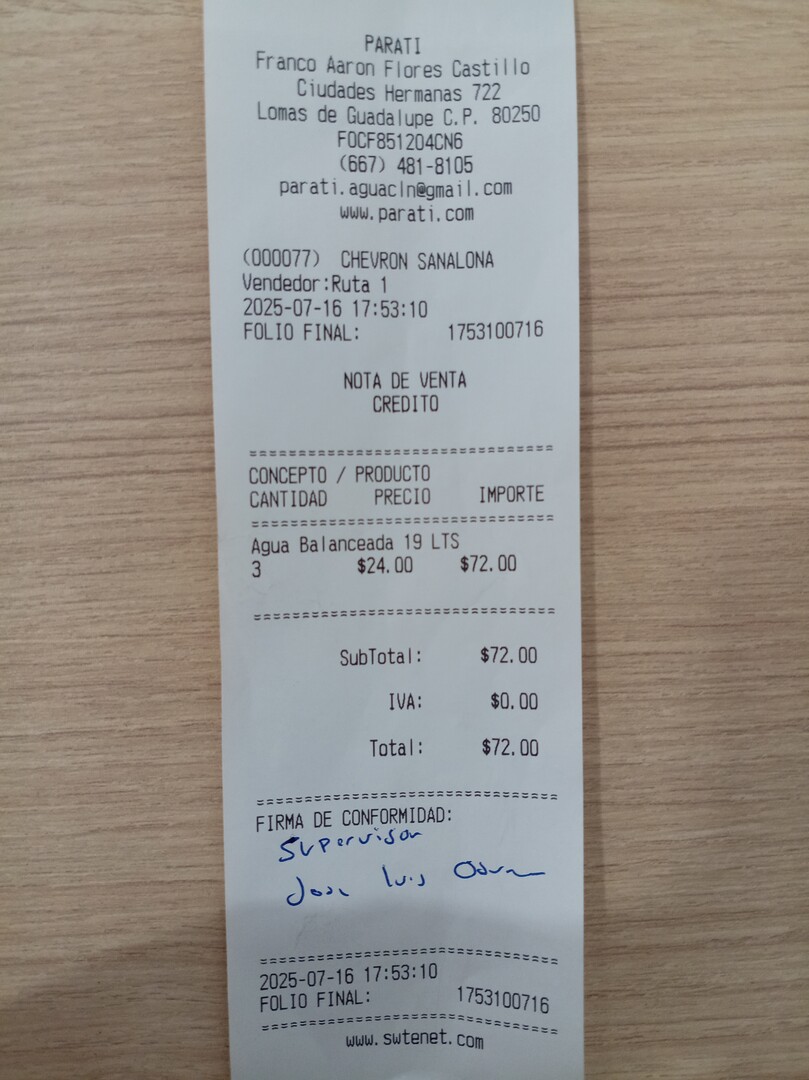 PARATI
Franco Aaron Flores Castillo
Ciudades Hermanas 722
Lomas de Guadalupe C.P. 80250
FOCF851204CN6
(667) 481-8105
parati.aguacln@gmail.com
www.parati.com
(000077) CHEVRON SANALONA
Vendedor:Ruta 1
2025-07-16 17:53:10
FOLIO FINAL: 1753100716
NOTA DE VENTA
CREDITO
==================================
CONCEPTO / PRODUCTO
CANTIDAD PRECIO IMPORTE
==================================
Agua Balanceada 19 LTS
3 $24.00 $72.00
==================================
SubTotal: $72.00
IVA: $0.00
Total: $72.00
==================================
FIRMA DE CONFORMIDAD:
Supervisor
Jose Luis
==================================
2025-07-16 17:53:10
FOLIO FINAL: 1753100716
==================================
www.swtenet.com